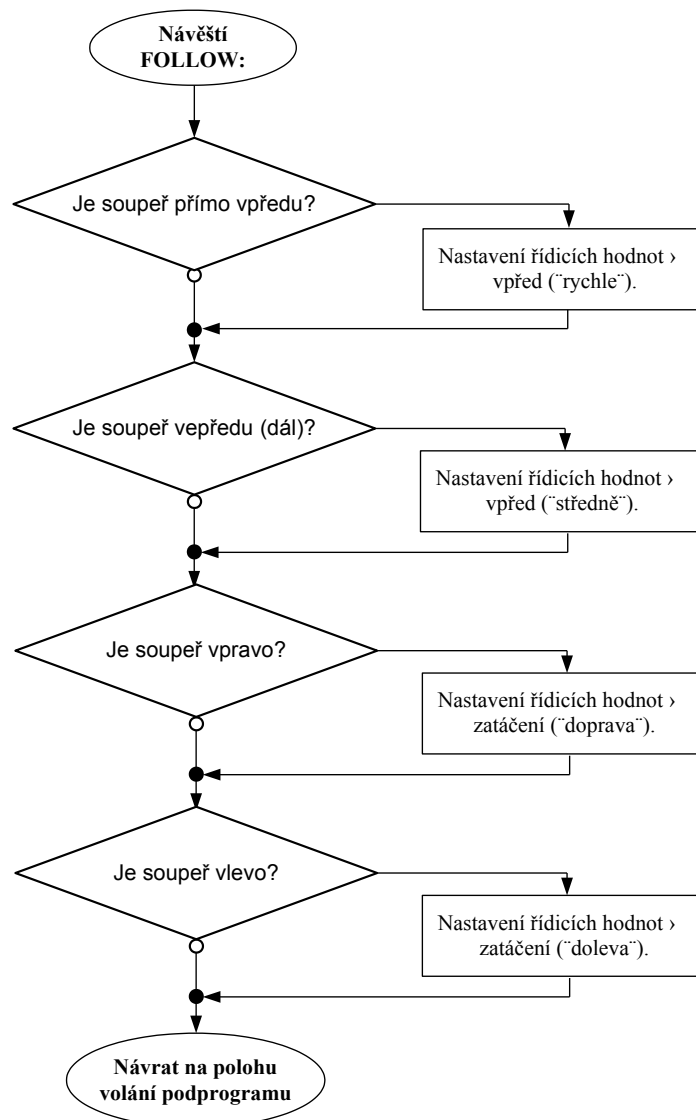 Návěští
FOLLOW:
Je soupeř přímo vpředu?
Nastavení řídicích hodnot ›
vpřed (¨rychle¨).
Je soupeř vepředu (dál)?
Nastavení řídicích hodnot ›
vpřed (¨středně¨).
Je soupeř vpravo?
Nastavení řídicích hodnot ›
zatáčení (¨doprava¨).
Je soupeř vlevo?
Nastavení řídicích hodnot ›
zatáčení (¨doleva¨).
Návrat na polohu
volání podprogramu